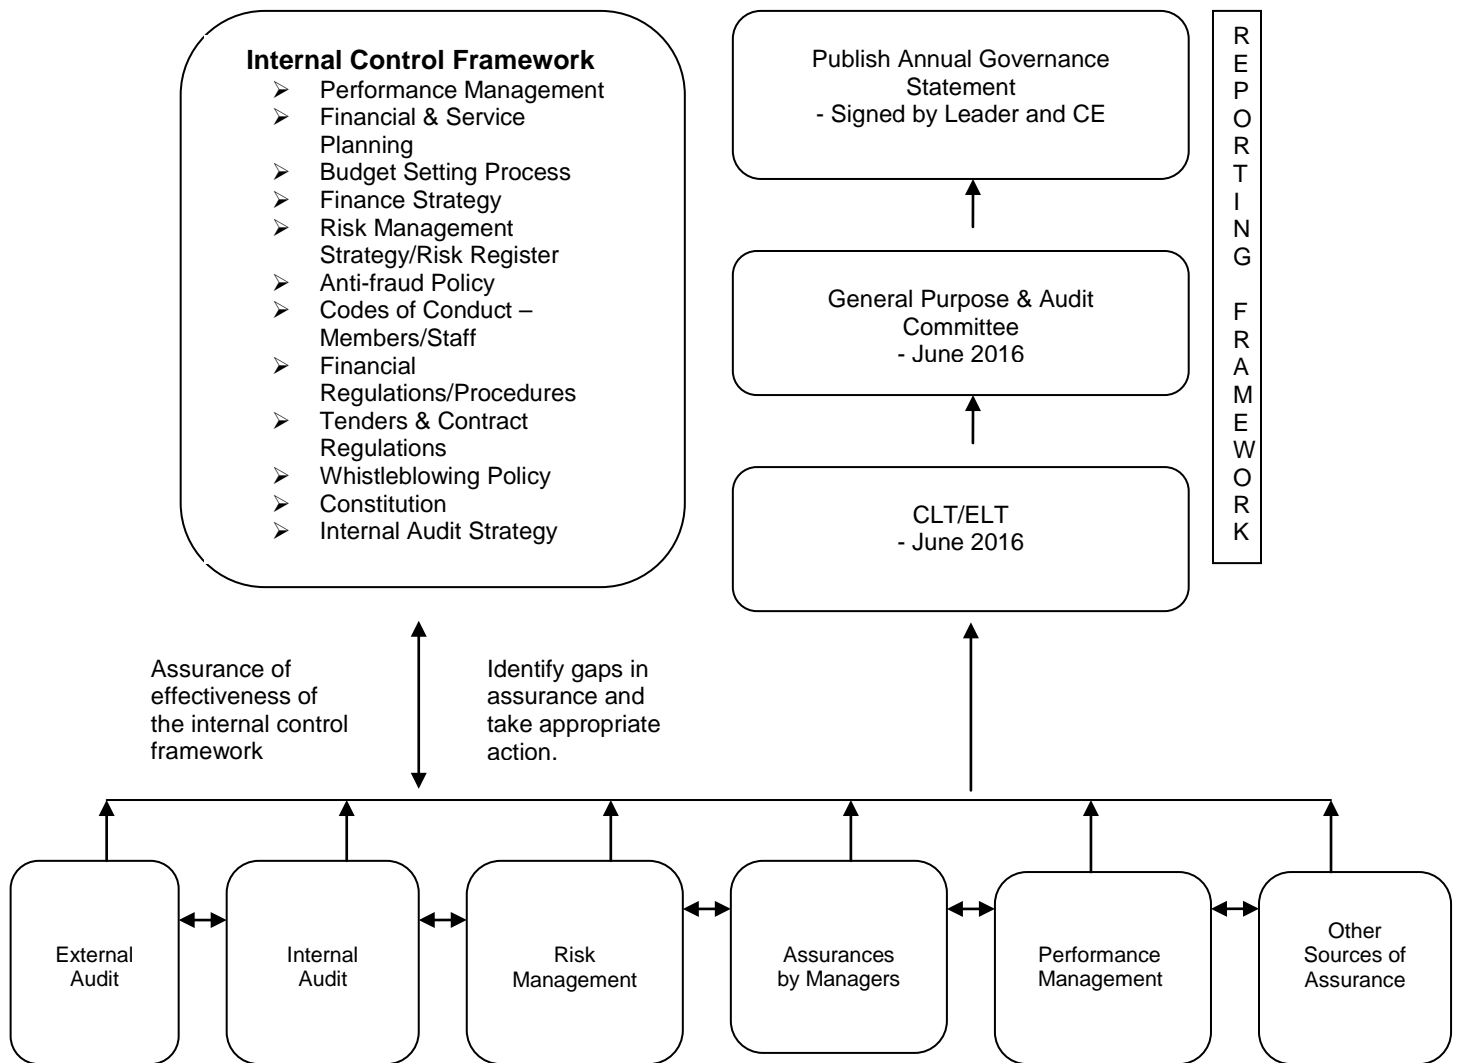 Internal Control Framework
➢ Performance Management
➢ Financial & Service
Planning
➢ Budget Setting Process
➢ Finance Strategy
➢ Risk Management
Strategy/Risk Register
➢ Anti-fraud Policy
➢ Codes of Conduct –
Members/Staff
➢ Financial
Regulations/Procedures
➢ Tenders & Contract
Regulations
➢ Whistleblowing Policy
➢ Constitution
➢ Internal Audit Strategy
Publish Annual Governance
Statement
- Signed by Leader and CE
General Purpose & Audit
Committee
- June 2016
CLT/ELT
- June 2016
R
E
P
O
R
T
I
N
G
F
R
A
M
E
W
O
R
K
Assurance of
effectiveness of
the internal control
framework
Identify gaps in
assurance and
take appropriate
action.
External
Audit
Internal
Audit
Risk
Management
Assurances
by Managers
Performance
Management
Other
Sources of
Assurance